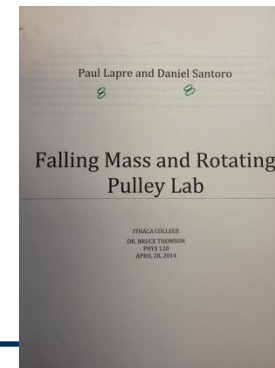 Paul Lapre and Daniel Santoro
8 8
Falling Mass and Rotating
Pulley Lab
ITHACA COLLEGE
DR. BRUCE THOMSON
PHYS 120
APRIL 28, 2014